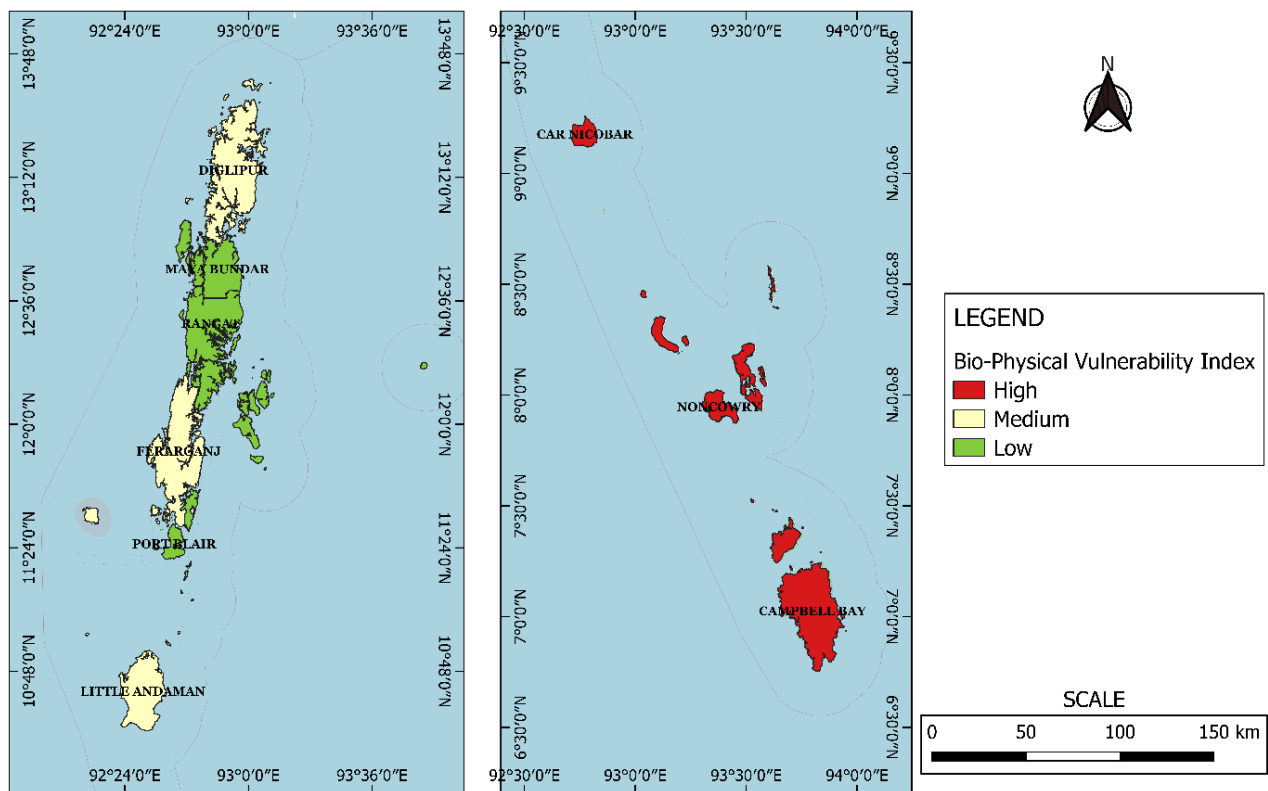 92°24'0"E 93°0'0"E 93°36'0"E
13°48'0"N 13°48'0"N
13°12'0"N 13°12'0"N
12°36'0"N 12°36'0"N
12°0'0"N 12°0'0"N
11°24'0"N 11°24'0"N
10°48'0"N 10°48'0"N
DIGLIPUR
MAYA BUNDAR
RANGAT
FERARGANJ
PORT BLAIR
LITTLE ANDAMAN
92°24'0"E 93°0'0"E 93°36'0"E
92°30'0"E 93°0'0"E 93°30'0"E 94°0'0"E
9°30'0"N 9°30'0"N
9°0'0"N 9°0'0"N
8°30'0"N 8°30'0"N
8°0'0"N 8°0'0"N
7°30'0"N 7°30'0"N
7°0'0"N 7°0'0"N
6°30'0"N 6°30'0"N
CAR NICOBAR
NONCOWRY
CAMPBELL BAY
92°30'0"E 93°0'0"E 93°30'0"E 94°0'0"E
N
LEGEND
Bio-Physical Vulnerability Index
High
Medium
Low
SCALE
0 50 100 150 km